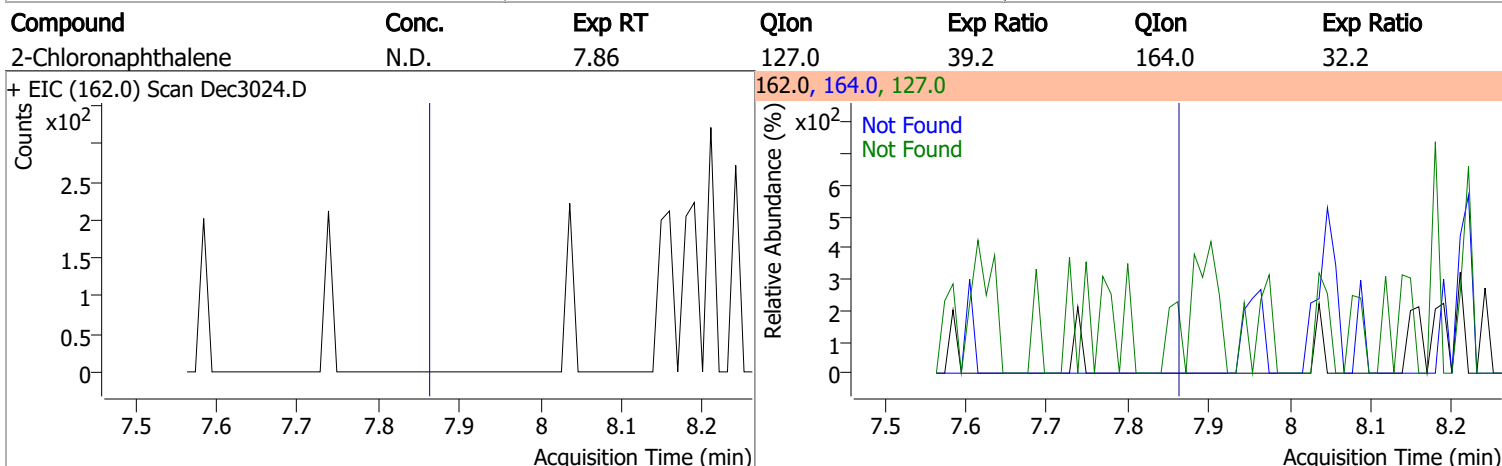 Compound Conc. Exp RT QIon Exp Ratio QIon Exp Ratio
2-Chloronaphthalene N.D. 7.86 127.0 39.2 164.0 32.2
+ EIC (162.0) Scan Dec3024.D
Counts
x10²
2.5
2
1.5
1
0.5
0
7.5 7.6 7.7 7.8 7.9 8 8.1 8.2
Acquisition Time (min)
162.0, 164.0, 127.0
Relative Abundance (%)
x10²
Not Found
Not Found
6
5
4
3
2
1
0
7.5 7.6 7.7 7.8 7.9 8 8.1 8.2
Acquisition Time (min)